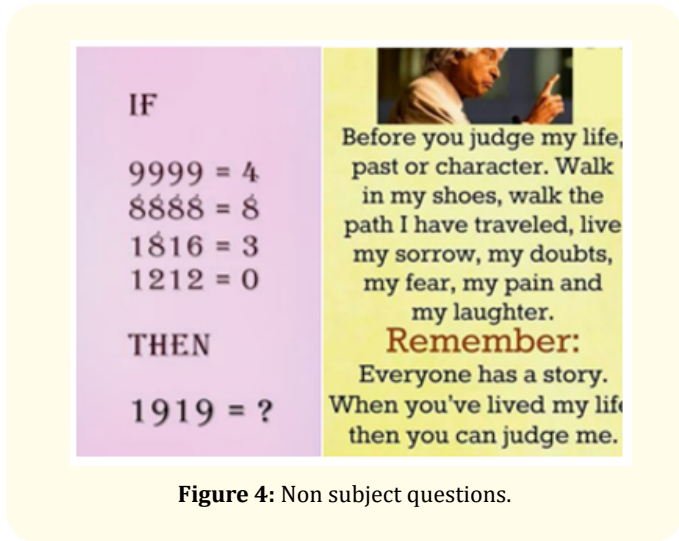 IF
9999 = 4
8888 = 8
1816 = 3
1212 = 0
THEN
1919 = ?
Before you judge my life,
past or character. Walk
in my shoes, walk the
path I have traveled, live
my sorrow, my doubts,
my fear, my pain and
my laughter.
Remember:
Everyone has a story.
When you've lived my life
then you can judge me.
Figure 4: Non subject questions.